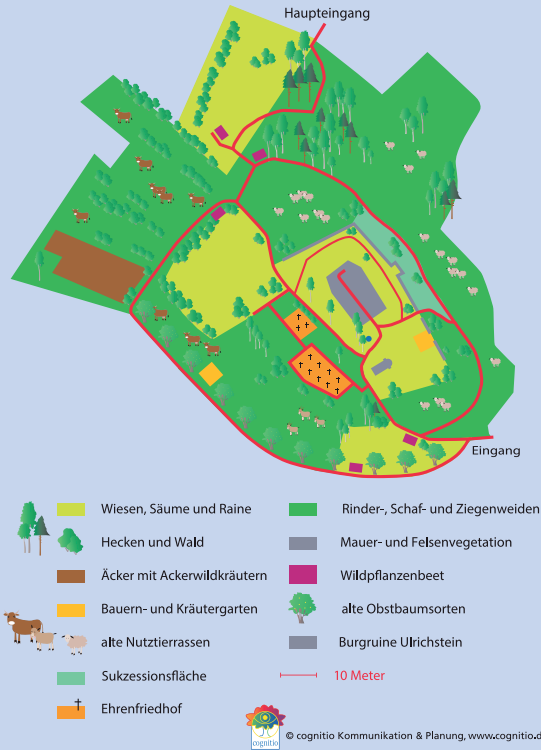 Haupteingang
Eingang
Wiesen, Säume und Raine
Rinder-, Schaf- und Ziegenweiden
Hecken und Wald
Mauer- und Felsenvegetation
Äcker mit Ackerwildkräutern
Wildpflanzenbeet
Bauern- und Kräutergarten
alte Obstbaumsorten
alte Nutztierrassen
Burgruine Ulrichstein
Sukzessionsfläche
10 Meter
Ehrenfriedhof
cognitio
© cognitio Kommunikation & Planung, www.cognitio.d